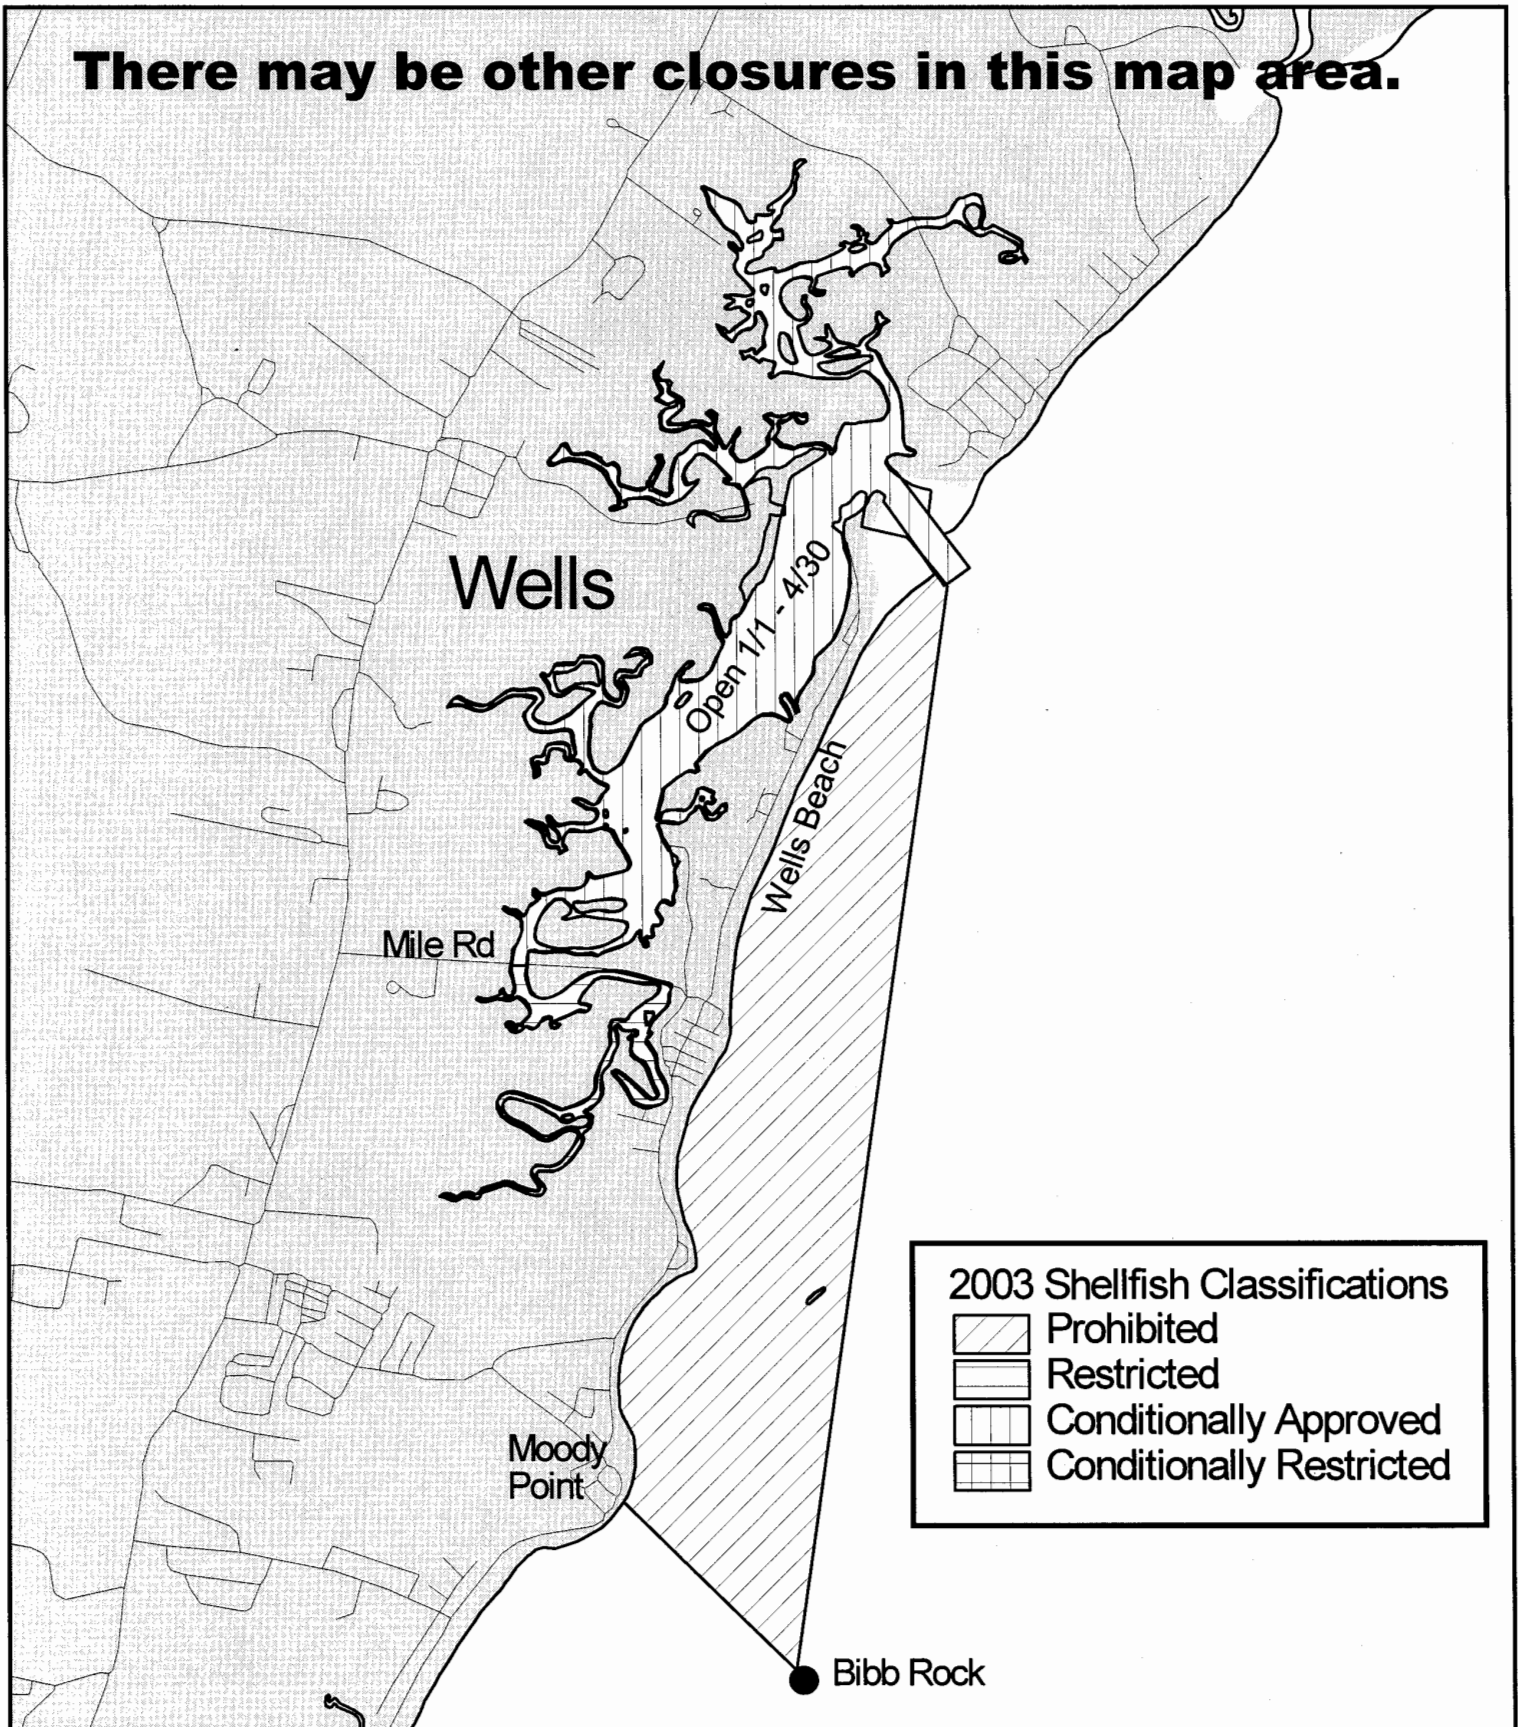 There may be other closures in this map area.
Wells
Open 1/1 - 4/30
Wells Beach
Mile Rd
2003 Shellfish Classifications
Prohibited
Restricted
Conditionally Approved
Conditionally Restricted
Moody
Point
Bibb Rock